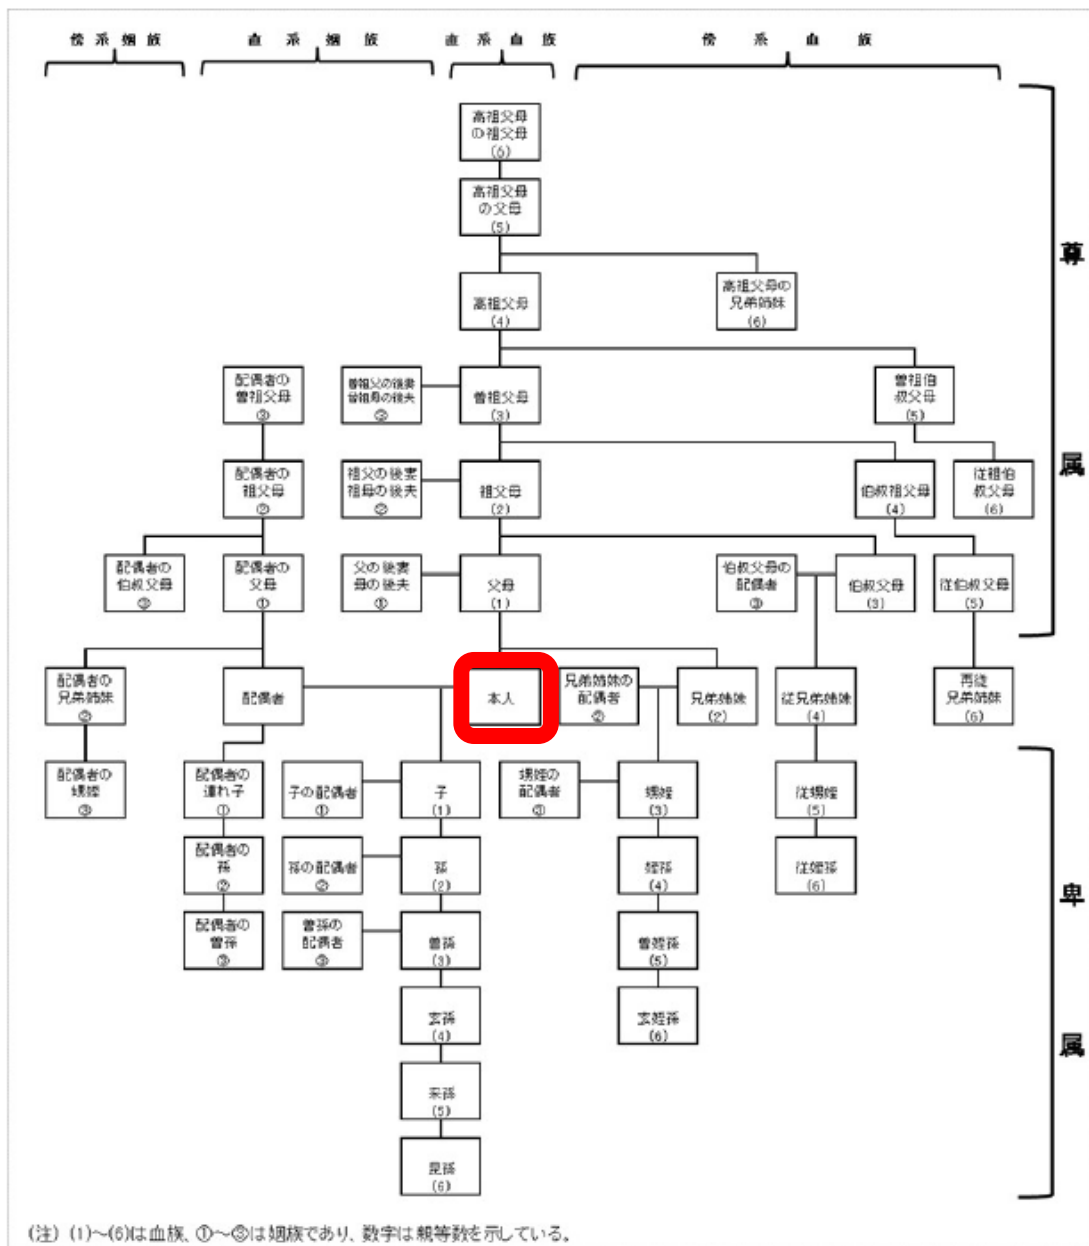 傍系姻族
直系姻族
直系血族
傍系血族
高祖父母
の祖父母
(6)
高祖父母
の父母
(5)
高祖父母
(4)
高祖父母の
兄弟姉妹
(6)
配偶者の
曽祖父母
③
曽祖父の後妻
曽祖母の後夫
③
曽祖父母
(3)
曽祖伯
叔父母
(5)
配偶者の
祖父母
②
祖父の後妻
祖母の後夫
②
祖父母
(2)
伯叔祖父母
(4)
従祖伯
叔父母
(6)
配偶者の
伯叔父母
③
配偶者の
父母
①
父の後妻
母の後夫
①
父母
(1)
伯叔父母の
配偶者
③
伯叔父母
(3)
従伯叔父母
(5)
尊
属
配偶者の
兄弟姉妹
②
配偶者
本人
兄弟姉妹の
配偶者
②
兄弟姉妹
(2)
従兄弟姉妹
(4)
再従
兄弟姉妹
(6)
配偶者の
甥姪
③
配偶者の
連れ子
①
子の配偶者
①
子
(1)
甥姪の
配偶者
③
甥姪
(3)
従甥姪
(5)
配偶者の
孫
②
孫の配偶者
②
孫
(2)
姪孫
(4)
従姪孫
(6)
配偶者の
曽孫
③
曽孫の
配偶者
③
曽孫
(3)
曽姪孫
(5)
玄孫
(4)
玄姪孫
(6)
来孫
(5)
昆孫
(6)
卑
属
(注) (1)～(6)は血族、①～③は姻族であり、数字は親等数を示している。